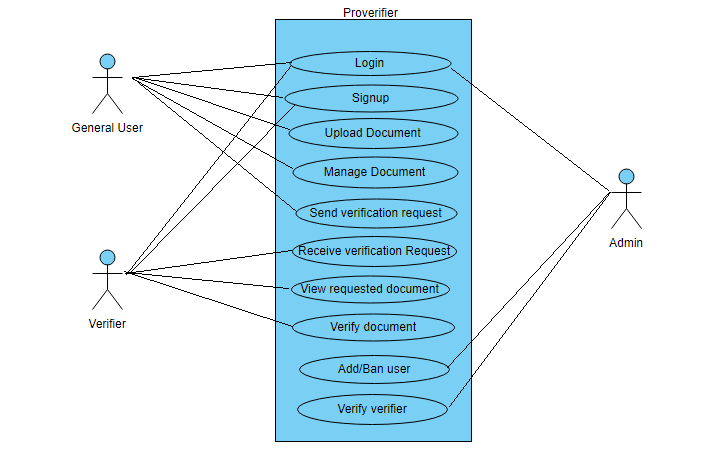 Proverifier
Login
Signup
General User
Upload Document
Manage Document
Send verification request
Admin
Receive verification Request
View requested document
Verifier
Verify document
Add/Ban user
Verify verifier